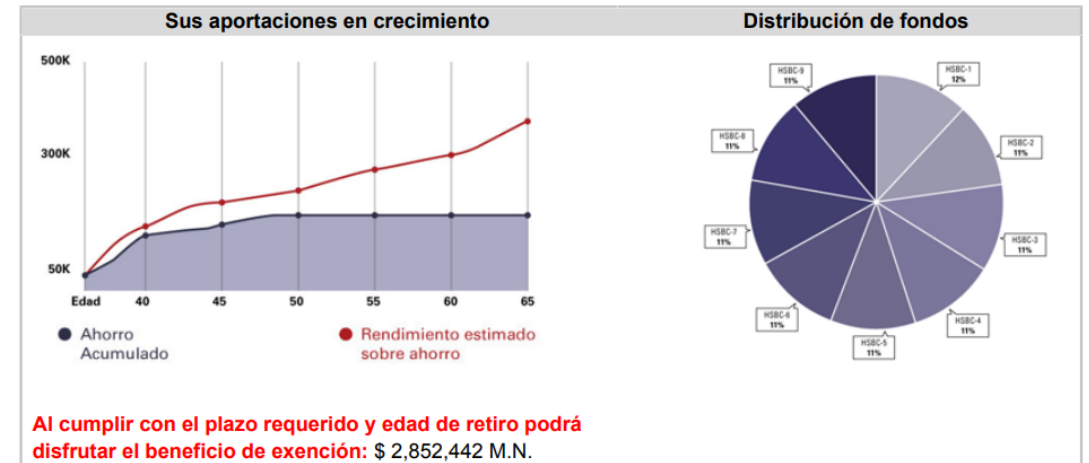 Sus aportaciones en crecimiento
Distribución de fondos
500K
300K
50K
Edad 40 45 50 55 60 65
Ahorro
Acumulado
Rendimiento estimado
sobre ahorro
HSBC-1
12%
HSBC-2
11%
HSBC-3
11%
HSBC-4
11%
HSBC-5
11%
HSBC-6
11%
HSBC-7
11%
HSBC-8
11%
HSBC-9
11%
Al cumplir con el plazo requerido y edad de retiro podrá
disfrutar el beneficio de exención: $ 2,852,442 M.N.